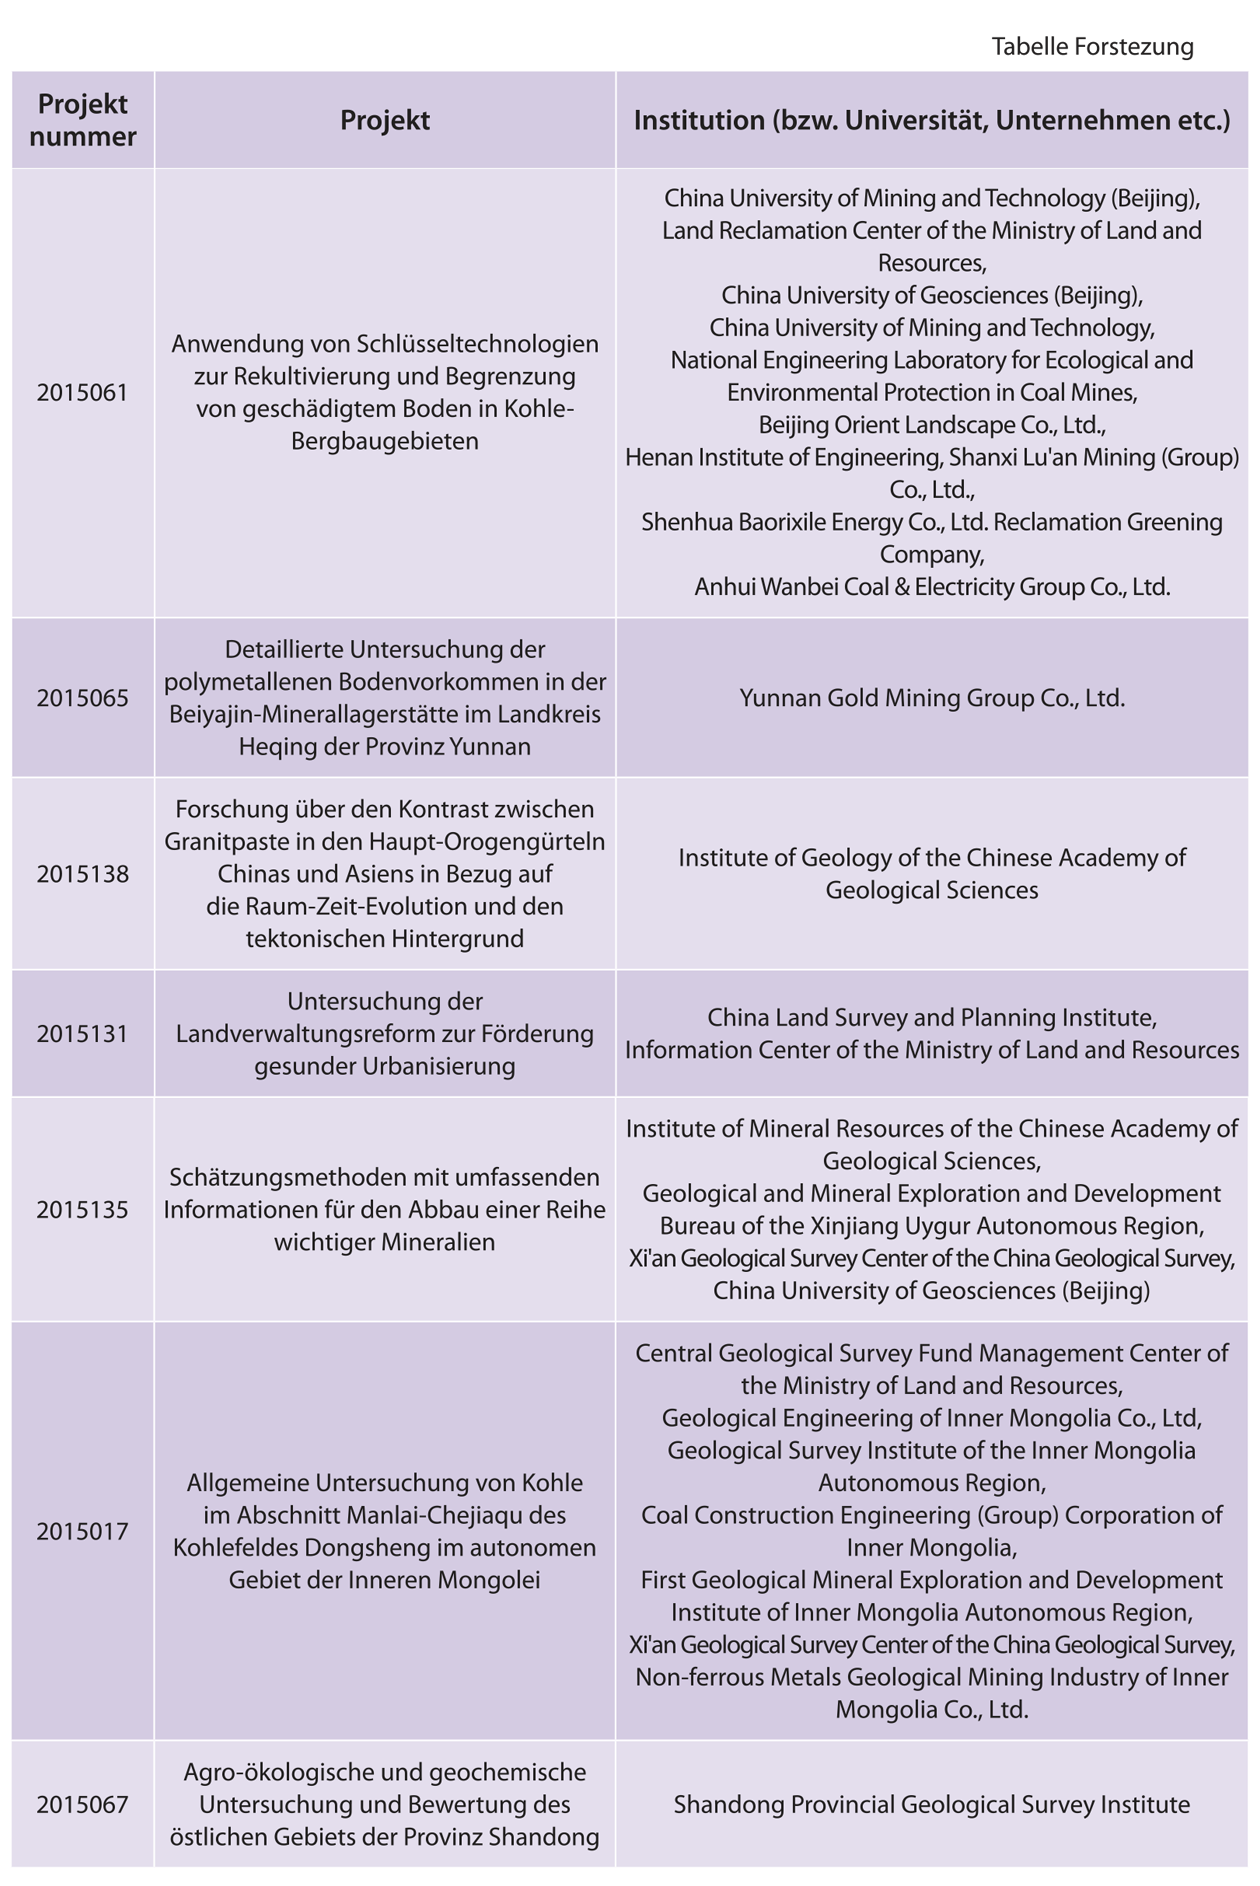 Tabelle Forstezung
Projekt
nummer
Projekt
Institution (bzw. Universität, Unternehmen etc.)
2015061
Anwendung von Schlüsseltechnologien
zur Rekultivierung und Begrenzung
von geschädigtem Boden in Kohle-
Bergbaugebieten
China University of Mining and Technology (Beijing),
Land Reclamation Center of the Ministry of Land and
Resources,
China University of Geosciences (Beijing),
China University of Mining and Technology,
National Engineering Laboratory for Ecological and
Environmental Protection in Coal Mines,
Beijing Orient Landscape Co., Ltd.,
Henan Institute of Engineering, Shanxi Lu'an Mining (Group)
Co., Ltd.,
Shenhua Baorixile Energy Co., Ltd. Reclamation Greening
Company,
Anhui Wanbei Coal & Electricity Group Co., Ltd.
2015065
Detaillierte Untersuchung der
polymetallenen Bodenvorkommen in der
Beiyajin-Minerallagerstätte im Landkreis
Heqing der Provinz Yunnan
Yunnan Gold Mining Group Co., Ltd.
2015138
Forschung über den Kontrast zwischen
Granitpaste in den Haupt-Orogengürteln
Chinas und Asiens in Bezug auf
die Raum-Zeit-Evolution und den
tektonischen Hintergrund
Institute of Geology of the Chinese Academy of
Geological Sciences
2015131
Untersuchung der
Landverwaltungsreform zur Förderung
gesunder Urbanisierung
China Land Survey and Planning Institute,
Information Center of the Ministry of Land and Resources
2015135
Schätzungsmethoden mit umfassenden
Informationen für den Abbau einer Reihe
wichtiger Mineralien
Institute of Mineral Resources of the Chinese Academy of
Geological Sciences,
Geological and Mineral Exploration and Development
Bureau of the Xinjiang Uygur Autonomous Region,
Xi'an Geological Survey Center of the China Geological Survey,
China University of Geosciences (Beijing)
2015017
Allgemeine Untersuchung von Kohle
im Abschnitt Manlai-Chejiaqu des
Kohlefeldes Dongsheng im autonomen
Gebiet der Inneren Mongolei
Central Geological Survey Fund Management Center of
the Ministry of Land and Resources,
Geological Engineering of Inner Mongolia Co., Ltd,
Geological Survey Institute of the Inner Mongolia
Autonomous Region,
Coal Construction Engineering (Group) Corporation of
Inner Mongolia,
First Geological Mineral Exploration and Development
Institute of Inner Mongolia Autonomous Region,
Xi'an Geological Survey Center of the China Geological Survey,
Non-ferrous Metals Geological Mining Industry of Inner
Mongolia Co., Ltd.
2015067
Agro-ökologische und geochemische
Untersuchung und Bewertung des
östlichen Gebiets der Provinz Shandong
Shandong Provincial Geological Survey Institute